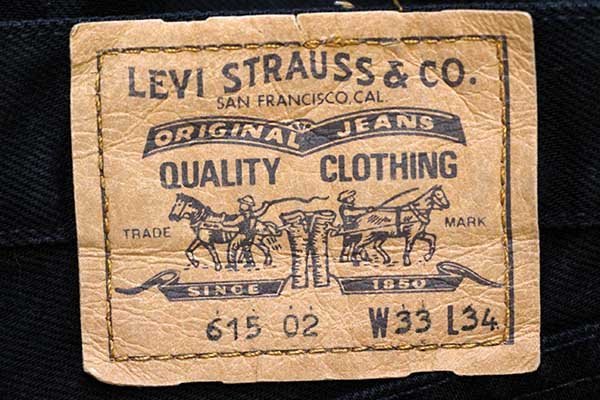 LEVI STRAUSS & CO.
SAN FRANCISCO, CAL
ORIGINAL JEANS
QUALITY CLOTHING
TRADE MARK
SINCE 1850
615 02 W33 L34